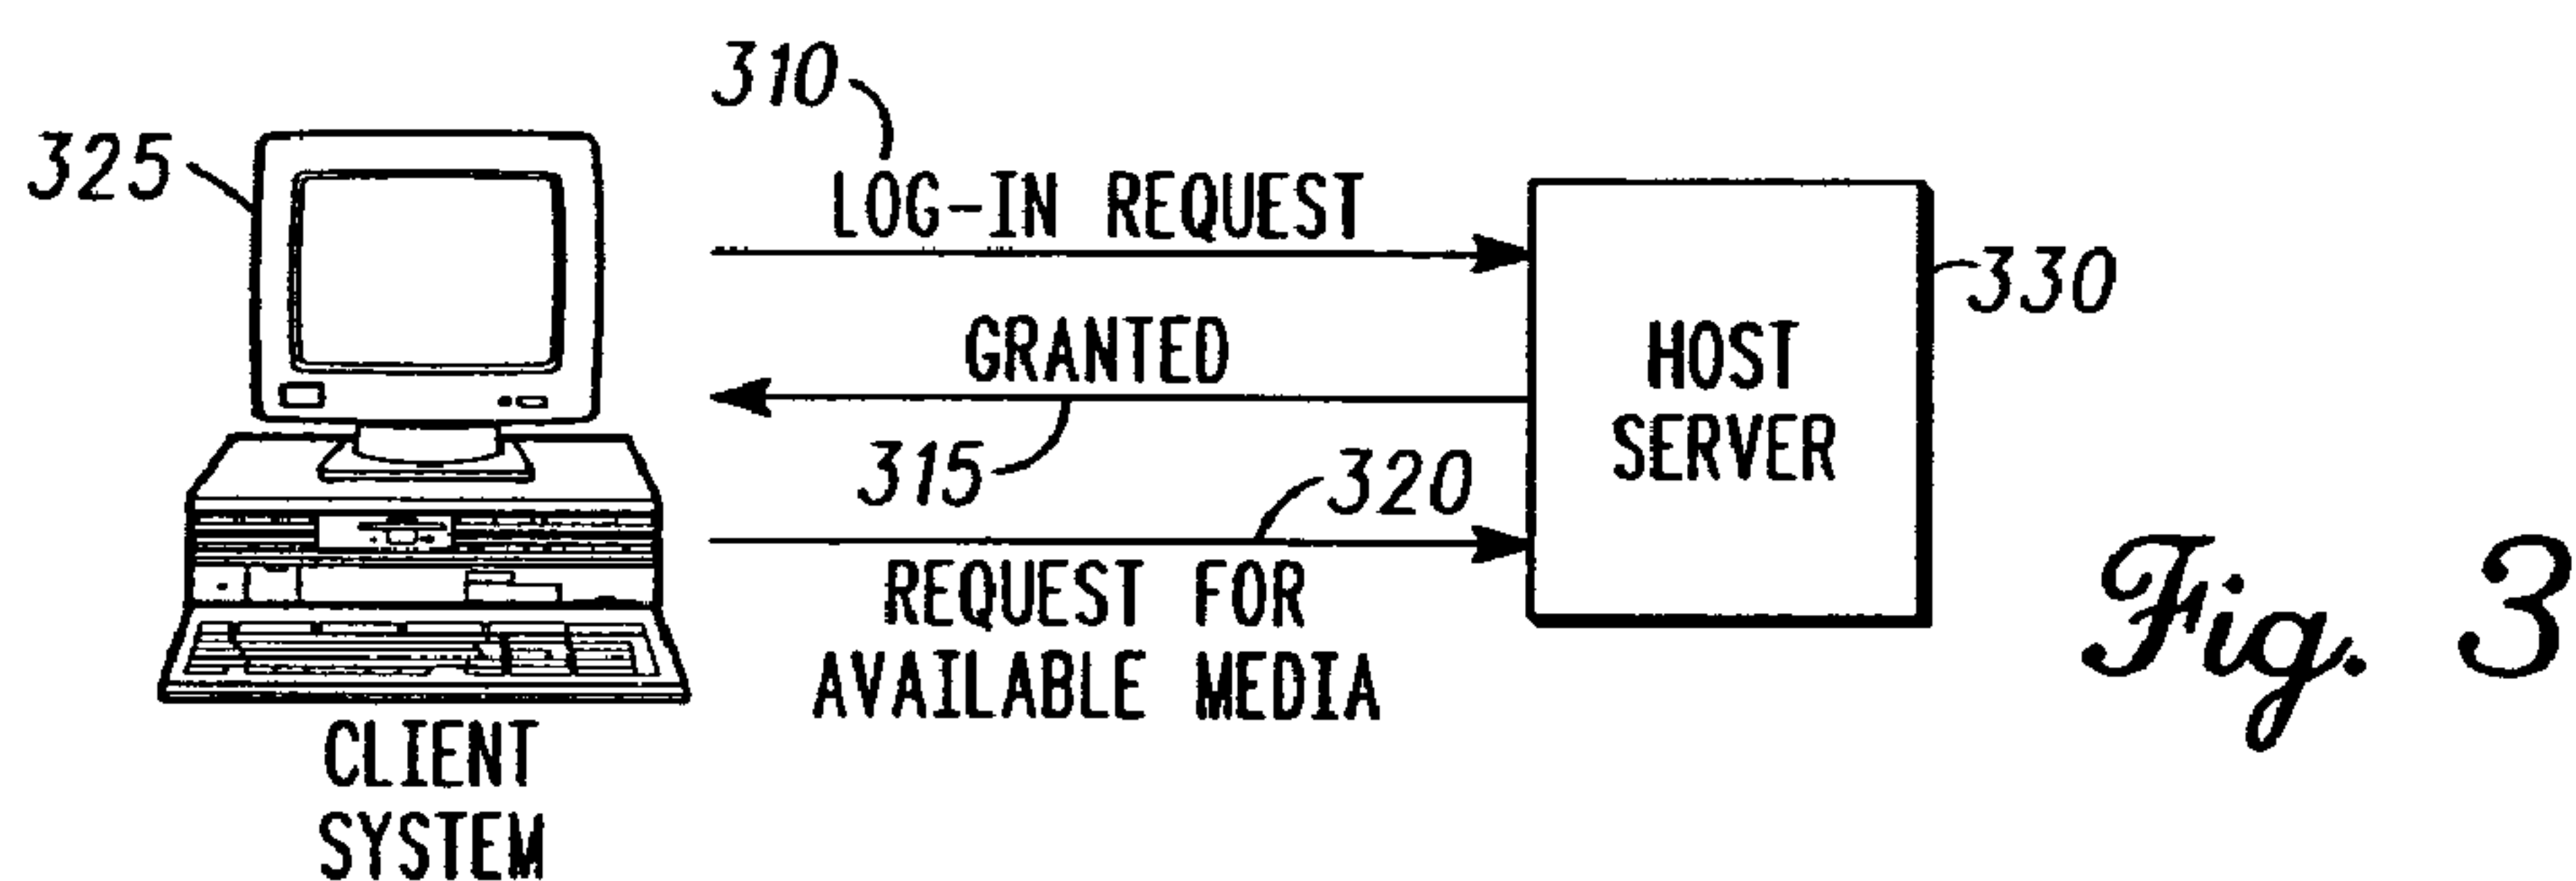 310
325
LOG-IN REQUEST
330
GRANTED
HOST
SERVER
315
320
REQUEST FOR
AVAILABLE MEDIA
Fig. 3
CLIENT
SYSTEM